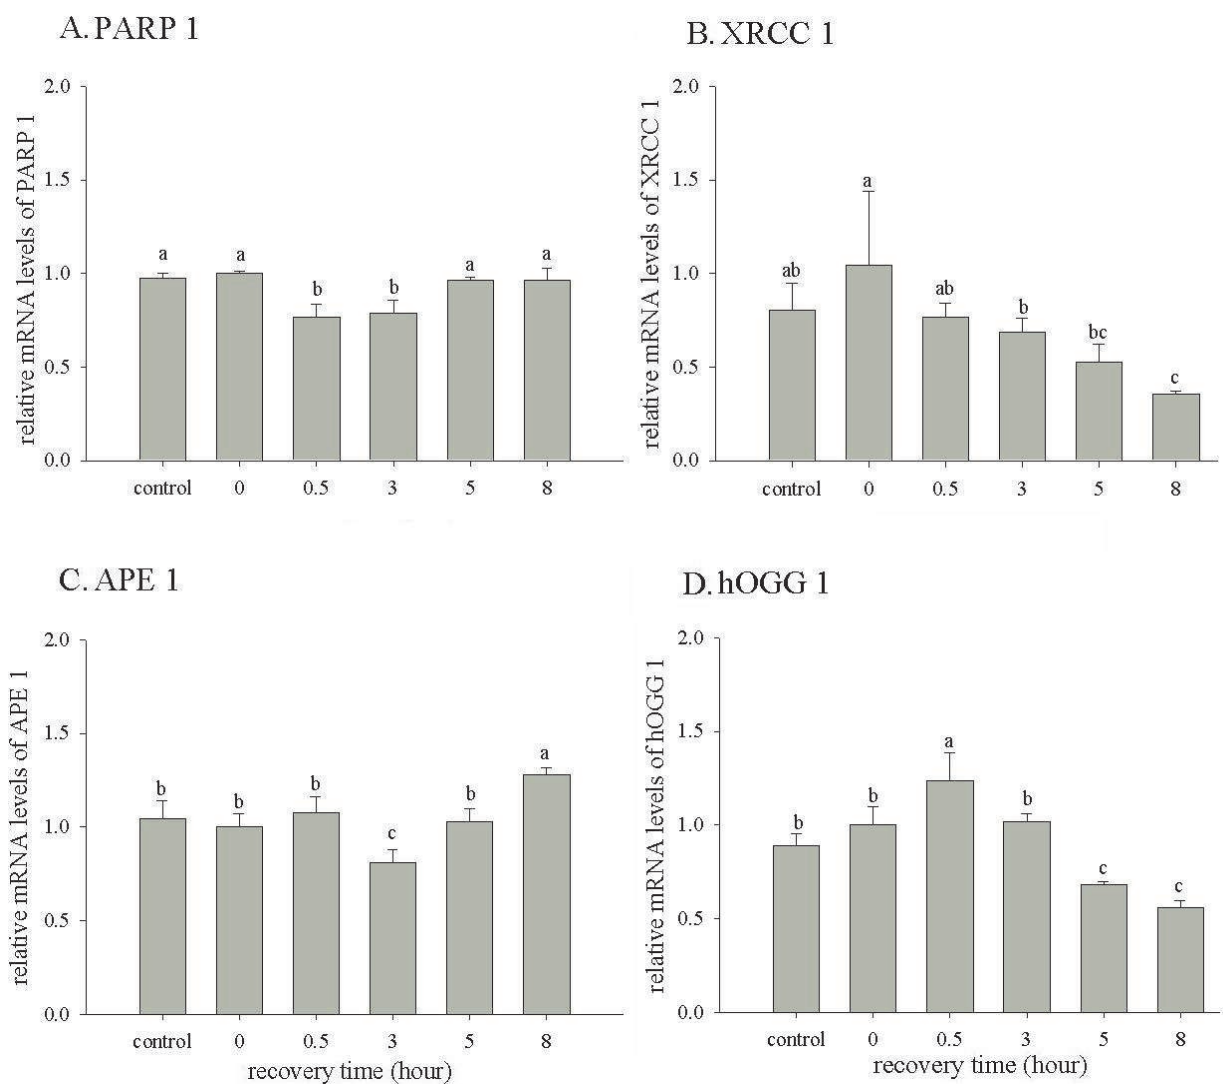 A. PARP 1
relative mRNA levels of PARP 1
2.0
1.5
1.0
0.5
0.0
a
a
b
b
a
a
control 0 0.5 3 5 8
B. XRCC 1
relative mRNA levels of XRCC 1
2.0
1.5
1.0
0.5
0.0
ab
a
ab
b
bc
c
control 0 0.5 3 5 8
C. APE 1
relative mRNA levels of APE 1
2.0
1.5
1.0
0.5
0.0
b
b
b
c
b
a
control 0 0.5 3 5 8
recovery time (hour)
D. hOGG 1
relative mRNA levels of hOGG 1
2.0
1.5
1.0
0.5
0.0
b
b
a
b
c
c
control 0 0.5 3 5 8
recovery time (hour)